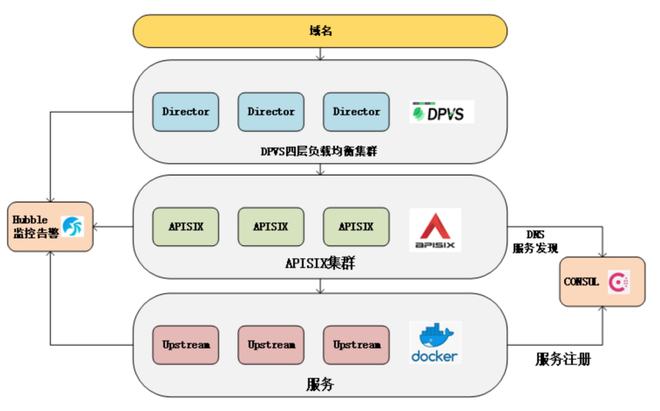 域名
Director
Director
Director
DPVS
DPVS四层负载均衡集群
Hubble
监控告警
APISIX
APISIX
APISIX
APISIX
APISIX集群
DNS
服务发现
CONSUL
Upstream
Upstream
Upstream
docker
服务
服务注册